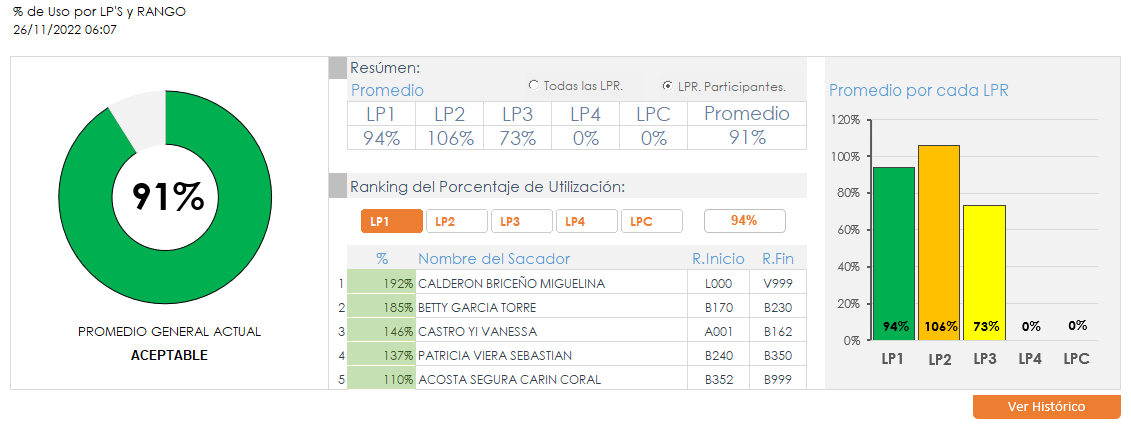 % de Uso por LP'S y RANGO
26/11/2022 06:07
91%
PROMEDIO GENERAL ACTUAL
ACEPTABLE
Resúmen:
Promedio
Todas las LPR.
LPR. Participantes.
LP1 LP2 LP3 LP4 LPC Promedio
94% 106% 73% 0% 0% 91%
Ranking del Porcentaje de Utilización:
LP1 LP2 LP3 LP4 LPC 94%
% Nombre del Sacador R.Inicio R.Fin
1 192% CALDERON BRICEÑO MIGUELINA L000 V999
2 185% BETTY GARCIA TORRE B170 B230
3 146% CASTRO YI VANESSA A001 B162
4 137% PATRICIA VIERA SEBASTIAN B240 B350
5 110% ACOSTA SEGURA CARIN CORAL B352 B999
Promedio por cada LPR
120%
100%
80%
60%
40%
20%
0%
94% 106% 73% 0% 0%
LP1 LP2 LP3 LP4 LPC
Ver Histórico